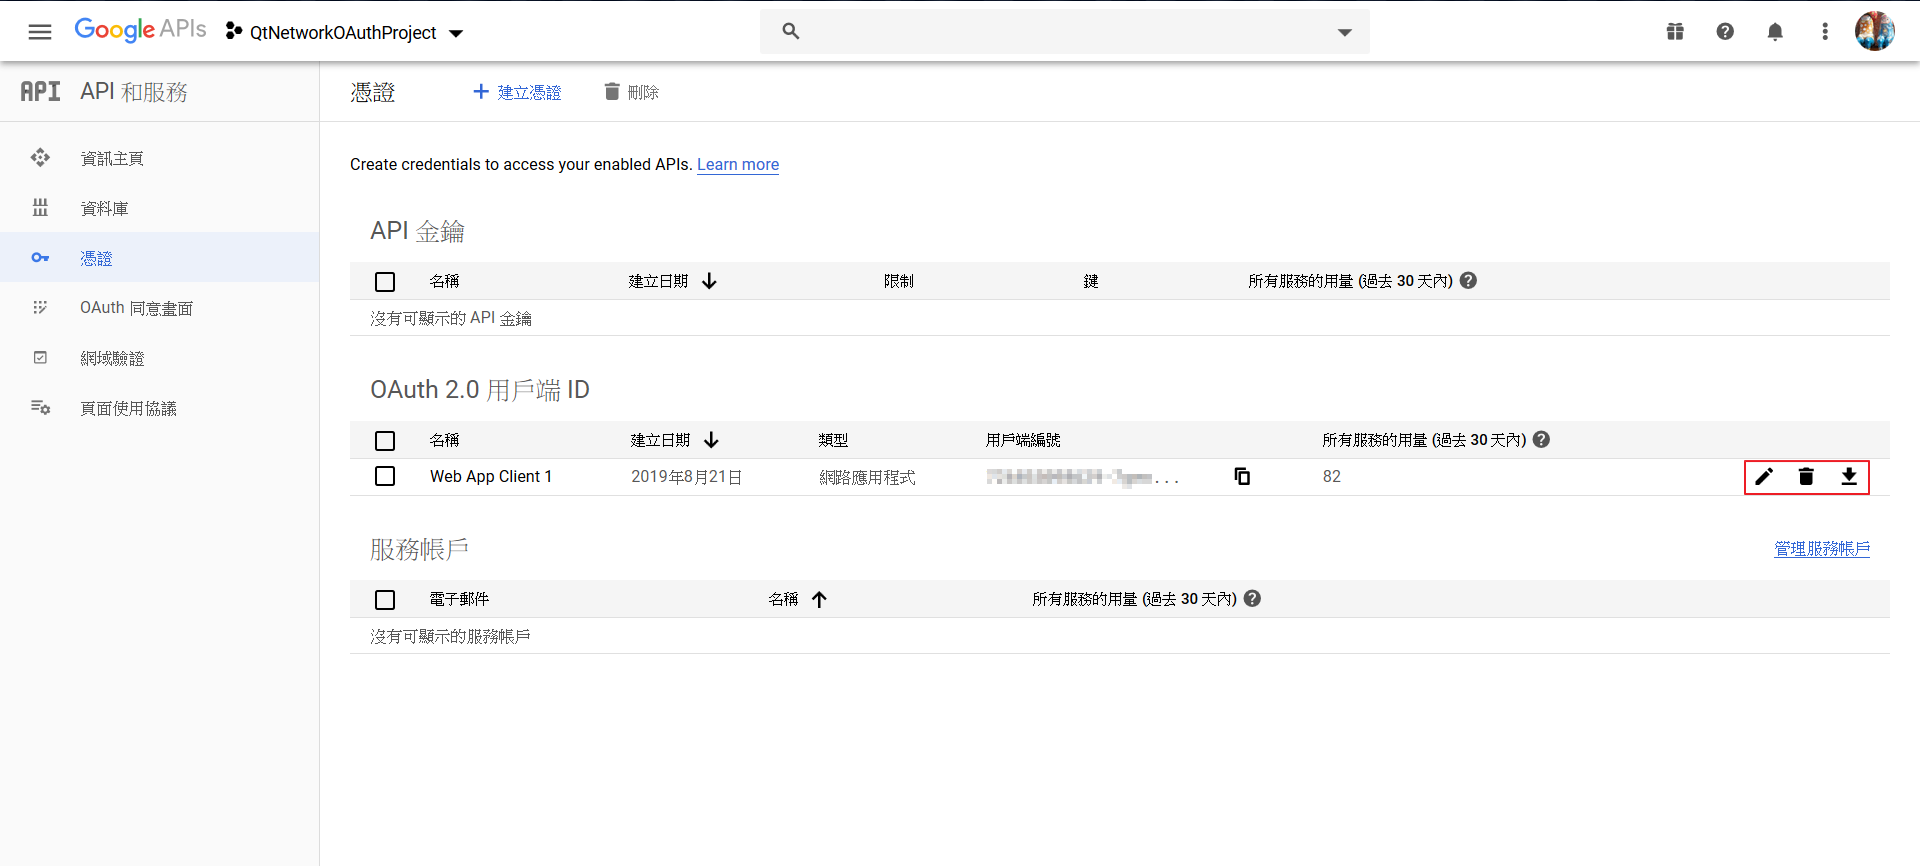 Google APIs QtNetworkOAuthProject
API API 和服務
憑證 建立憑證 刪除
資訊主頁
資料庫
憑證
OAuth 同意畫面
網域驗證
頁面使用協議
Create credentials to access your enabled APIs. Learn more
API 金鑰
名稱 建立日期 限制 鍵 所有服務的用量 (過去 30 天內)
沒有可顯示的 API 金鑰
OAuth 2.0 用戶端 ID
名稱 建立日期 類型 用戶端編號 所有服務的用量 (過去 30 天內)
Web App Client 1 2019年8月21日 網路應用程式 ... 82
服務帳戶 管理服務帳戶
電子郵件 名稱 所有服務的用量 (過去 30 天內)
沒有可顯示的服務帳戶